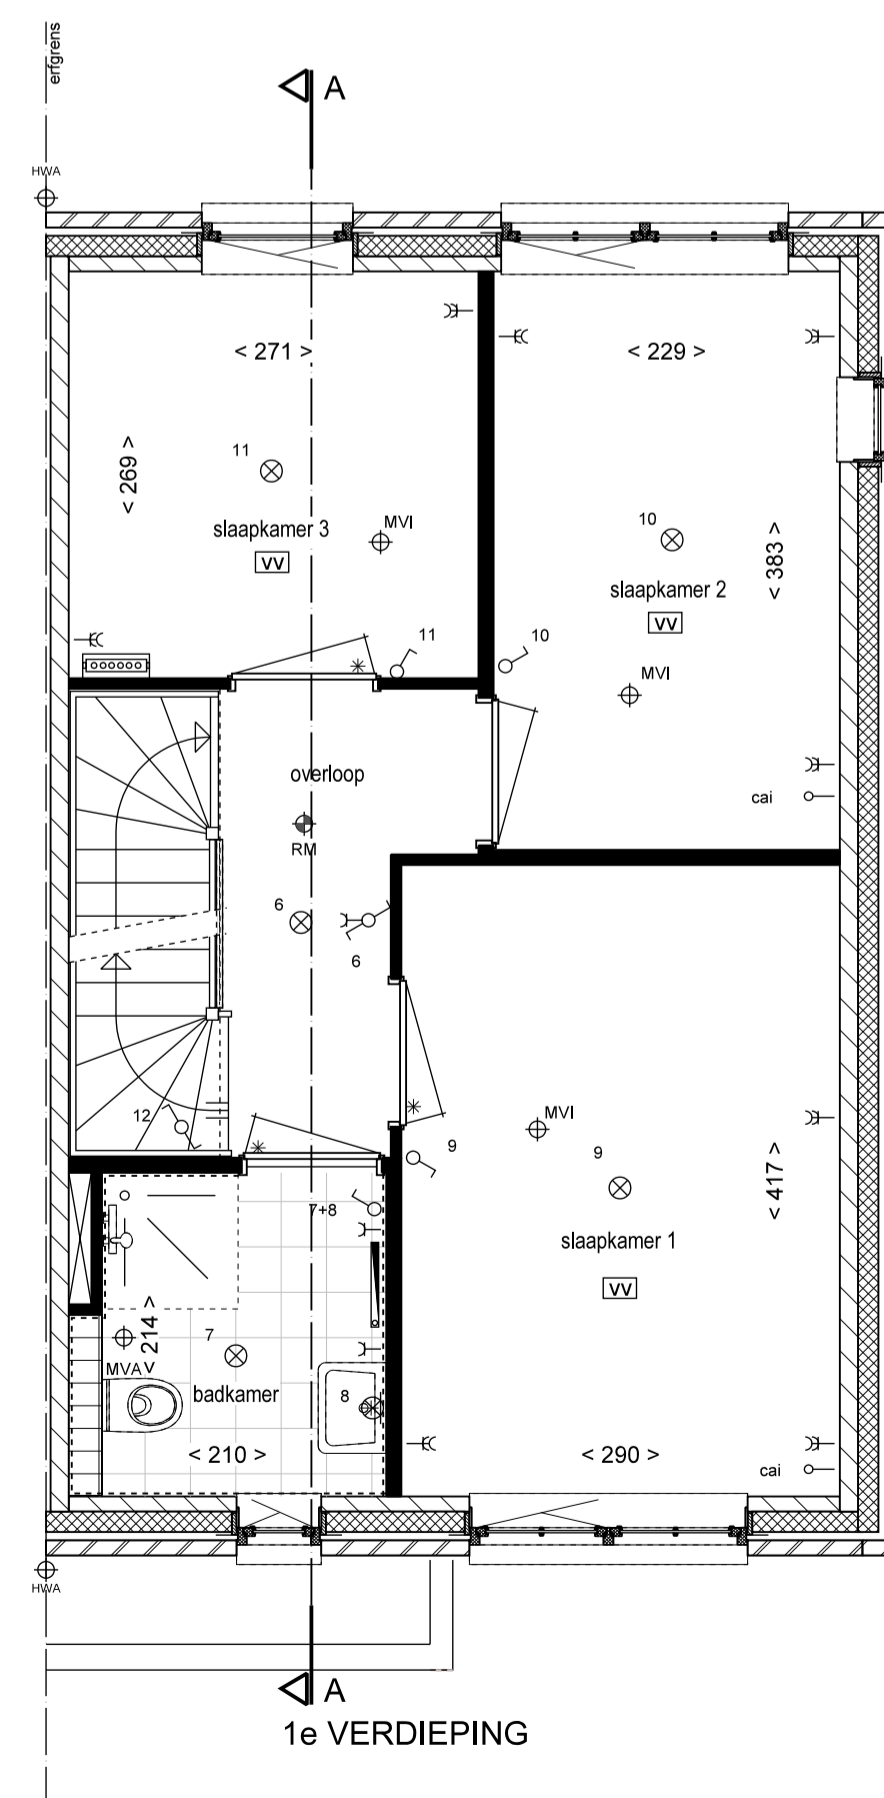 erfgrens
A
HWA
< 271 >
< 229 >
< 269 >
11
slaapkamer 3
MVI
VV
10
< 383 >
slaapkamer 2
VV
11
10
MVI
overloop
cai
RM
6
6
12
MVI
9
9
< 417 >
7+8
slaapkamer 1
VV
< 214 >
7
MVA
badkamer
8
< 210 >
< 290 >
cai
HWA
A
1e VERDIEPING